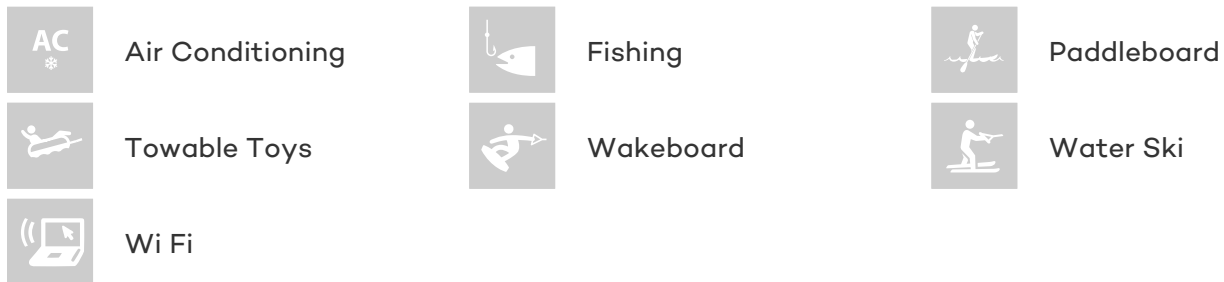 AC
Air Conditioning
Fishing
Paddleboard
Towable Toys
Wakeboard
Water Ski
Wi Fi